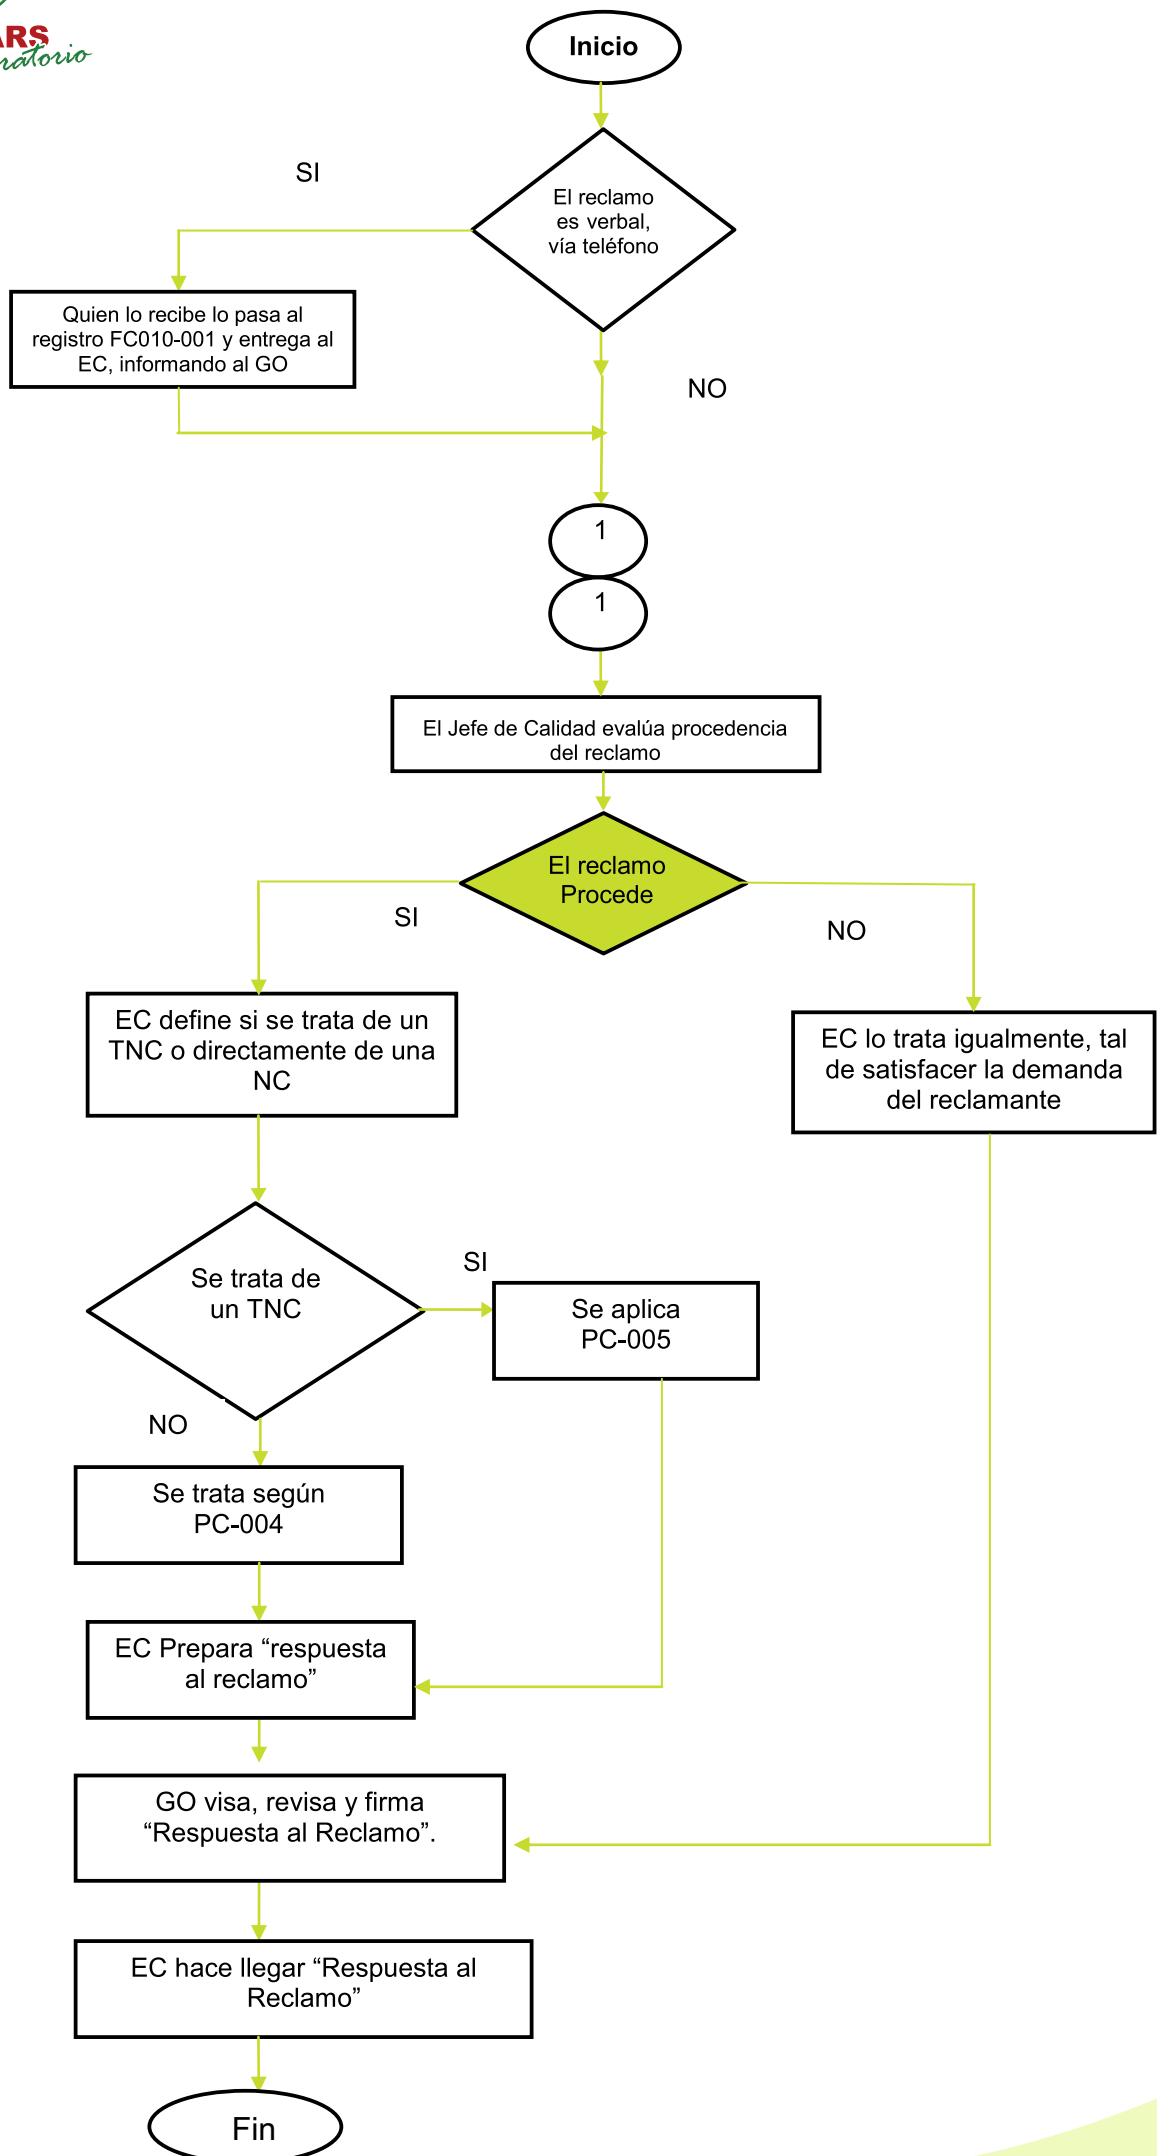 ARS
ratorio
Inicio
SI
El reclamo
es verbal,
vía teléfono
Quien lo recibe lo pasa al
registro FC010-001 y entrega al
EC, informando al GO
NO
1
1
El Jefe de Calidad evalúa procedencia
del reclamo
El reclamo
Procede
SI
NO
EC define si se trata de un
TNC o directamente de una
NC
EC lo trata igualmente, tal
de satisfacer la demanda
del reclamante
Se trata de
un TNC
SI
Se aplica
PC-005
NO
Se trata según
PC-004
EC Prepara “respuesta
al reclamo”
GO visa, revisa y firma
“Respuesta al Reclamo”.
EC hace llegar “Respuesta al
Reclamo”
Fin